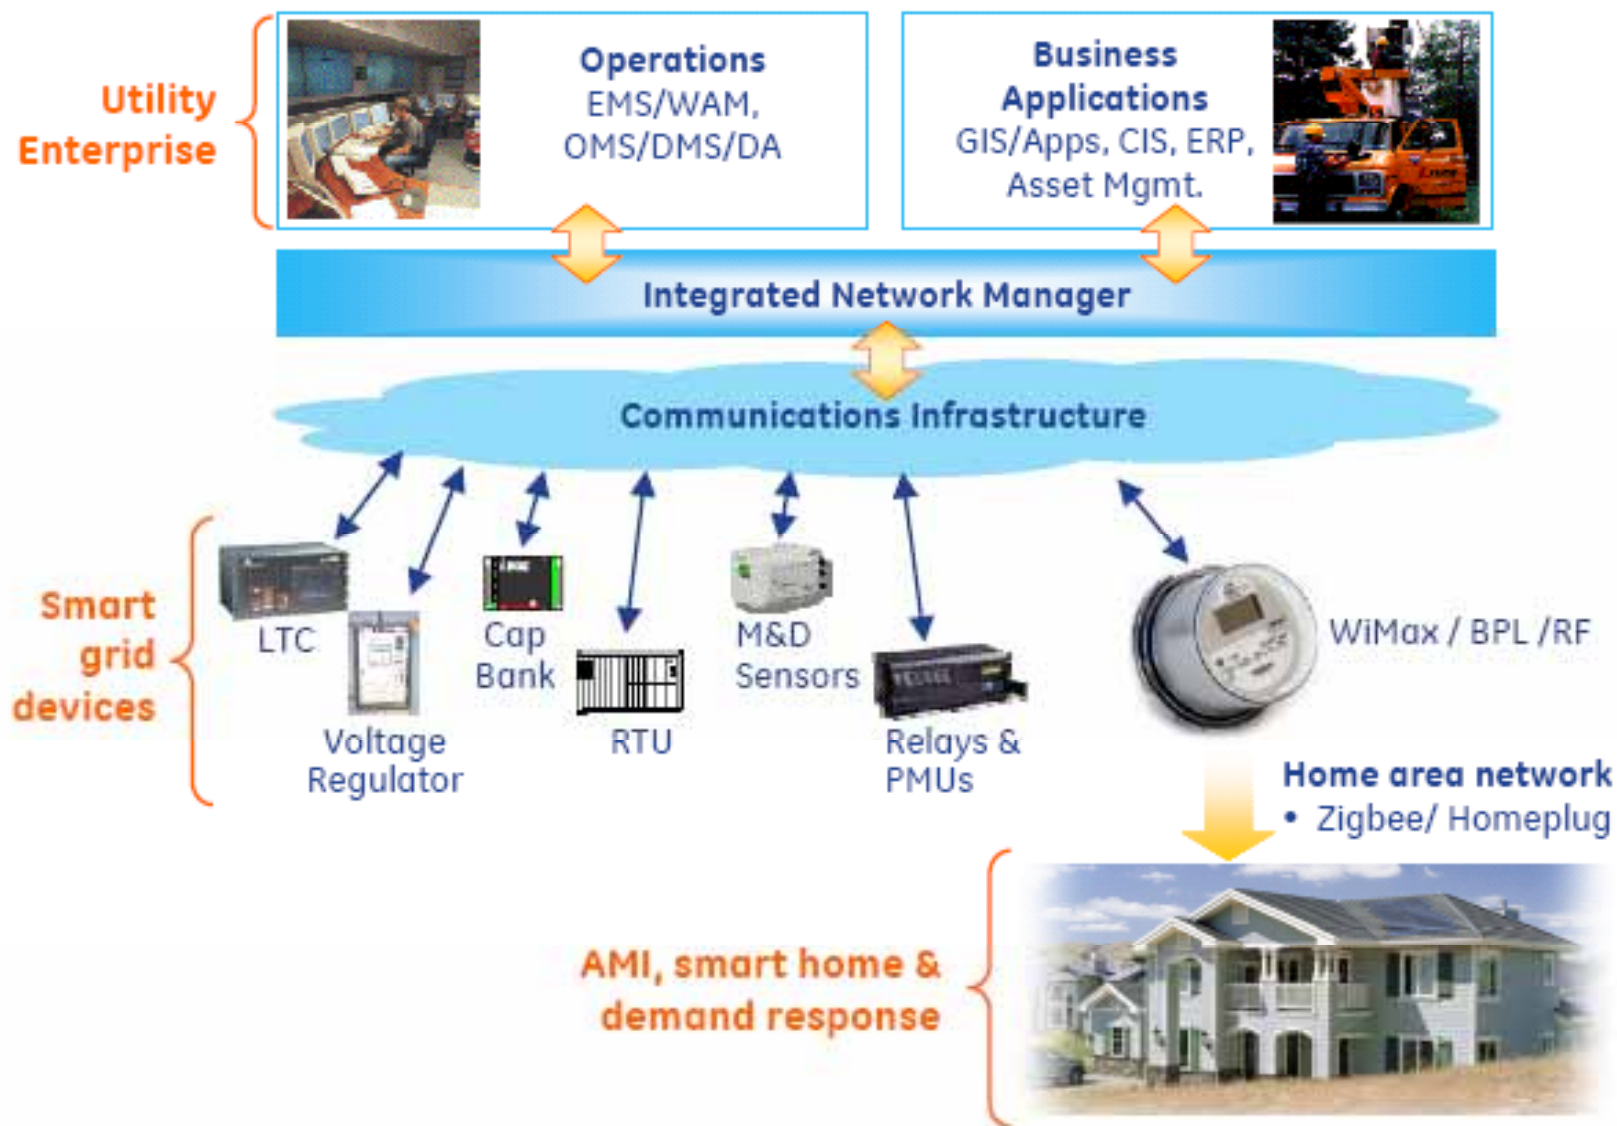 Utility
Enterprise
Operations
EMS/WAM,
OMS/DMS/DA
Business
Applications
GIS/Apps, CIS, ERP,
Asset Mgmt.
Integrated Network Manager
Communications Infrastructure
Smart
grid
devices
LTC
Voltage
Regulator
Cap
Bank
RTU
M&D
Sensors
Relays &
PMUs
WiMax / BPL /RF
Home area network
• Zigbee/ Homeplug
AMI, smart home &
demand response